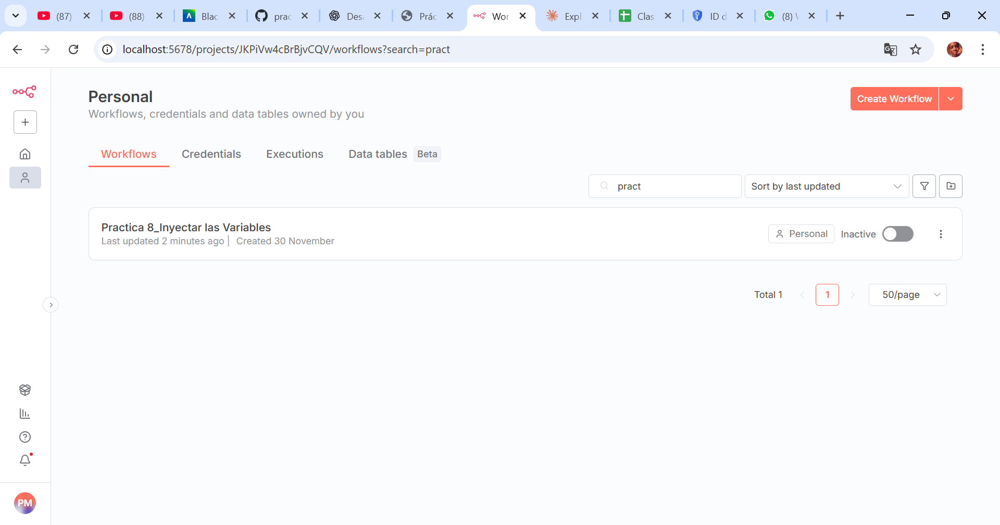 (87)
(88)
Blac
prac
Des
Prác
Wor
Expl
Clas
ID d
(8) W
localhost:5678/projects/JKPiVw4cBrBjvCQV/workflows?search=pract
Personal
Workflows, credentials and data tables owned by you
Create Workflow
Workflows
Credentials
Executions
Data tables
Beta
pract
Sort by last updated
Practica 8_Inyectar las Variables
Last updated 2 minutes ago | Created 30 November
Personal
Inactive
Total 1
1
50/page
PM